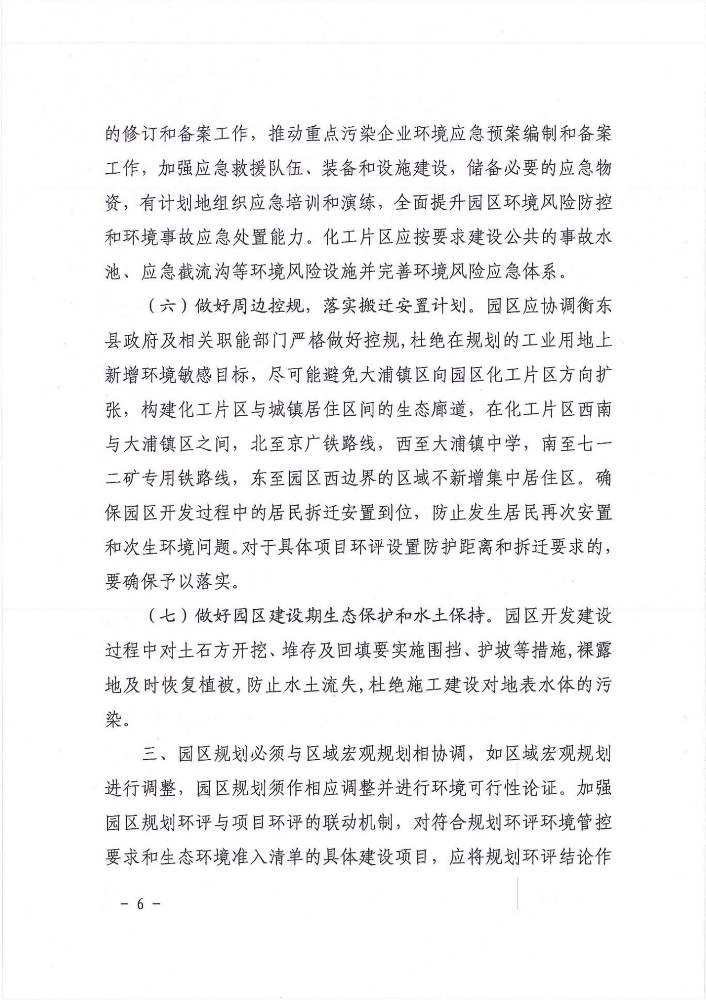 的修订和备案工作，推动重点污染企业环境应急预案编制和备案
工作，加强应急救援队伍、装备和设施建设，储备必要的应急物
资，有计划地组织应急培训和演练，全面提升园区环境风险防控
和环境事故应急处置能力。化工片区应按要求建设公共的事故水
池、应急截流沟等环境风险设施并完善环境风险应急体系。
（六）做好周边控规，落实搬迁安置计划。园区应协调衡东
县政府及相关职能部门严格做好控规,杜绝在规划的工业用地上
新增环境敏感目标，尽可能避免大浦镇区向园区化工片区方向扩
张，构建化工片区与城镇居住区间的生态廊道，在化工片区西南
与大浦镇区之间，北至京广铁路线，西至大浦镇中学，南至七一
二矿专用铁路线，东至园区西边界的区域不新增集中居住区。确
保园区开发过程中的居民拆迁安置到位，防止发生居民再次安置
和次生环境问题。对于具体项目环评设置防护距离和拆迁要求的，
要确保予以落实。
（七）做好园区建设期生态保护和水土保持。园区开发建设
过程中对土石方开挖、堆存及回填要实施围挡、护坡等措施,裸露
地及时恢复植被,防止水土流失,杜绝施工建设对地表水体的污
染。
三、园区规划必须与区域宏观规划相协调，如区域宏观规划
进行调整，园区规划须作相应调整并进行环境可行性论证。加强
园区规划环评与项目环评的联动机制，对符合规划环评环境管控
要求和生态环境准入清单的具体建设项目，应将规划环评结论作
- 6 -